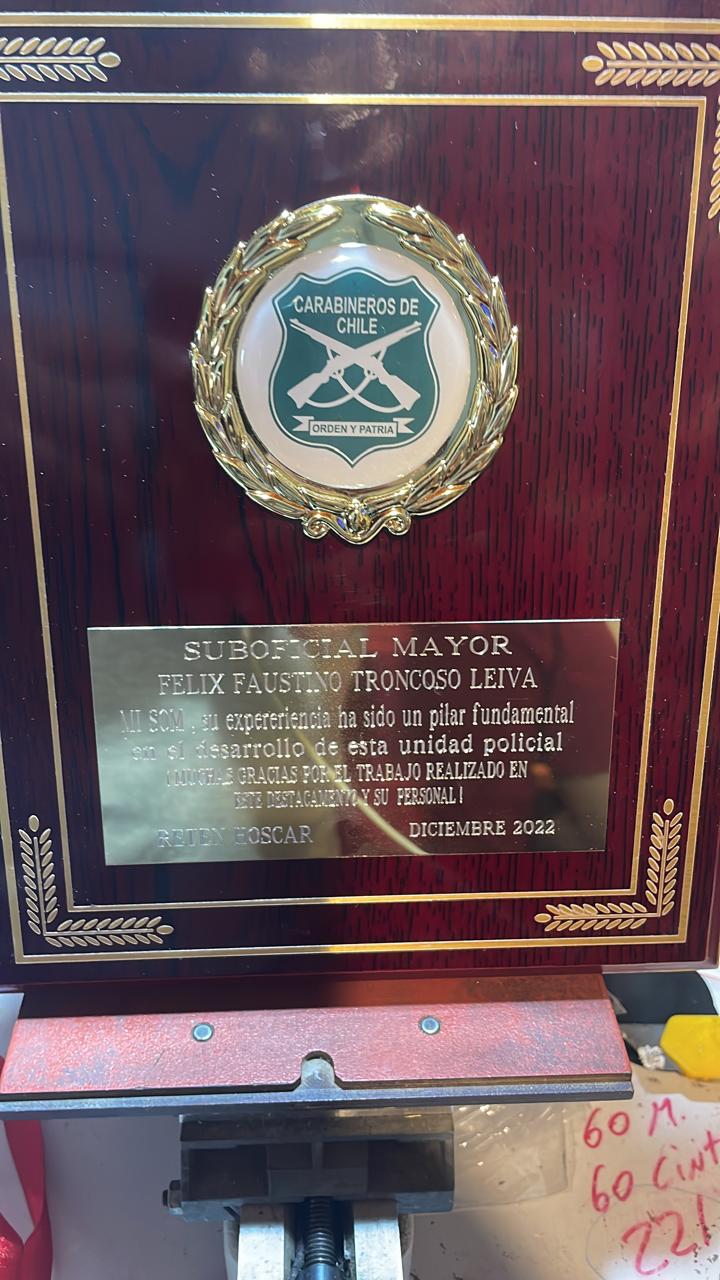 CARABINEROS DE
CHILE
ORDEN Y PATRIA
SUBOFICIAL MAYOR
FELIX FAUSTINO TRONCOSO LEIVA
MI SOM , su expereriencia ha sido un pilar fundamental
en el desarrollo de esta unidad policial
¡MUCHAS GRACIAS POR EL TRABAJO REALIZADO EN
ESTE DESTACAMENTO Y SU PERSONAL!
RETEN HOSCAR DICIEMBRE 2022
60 M.
60 Cint